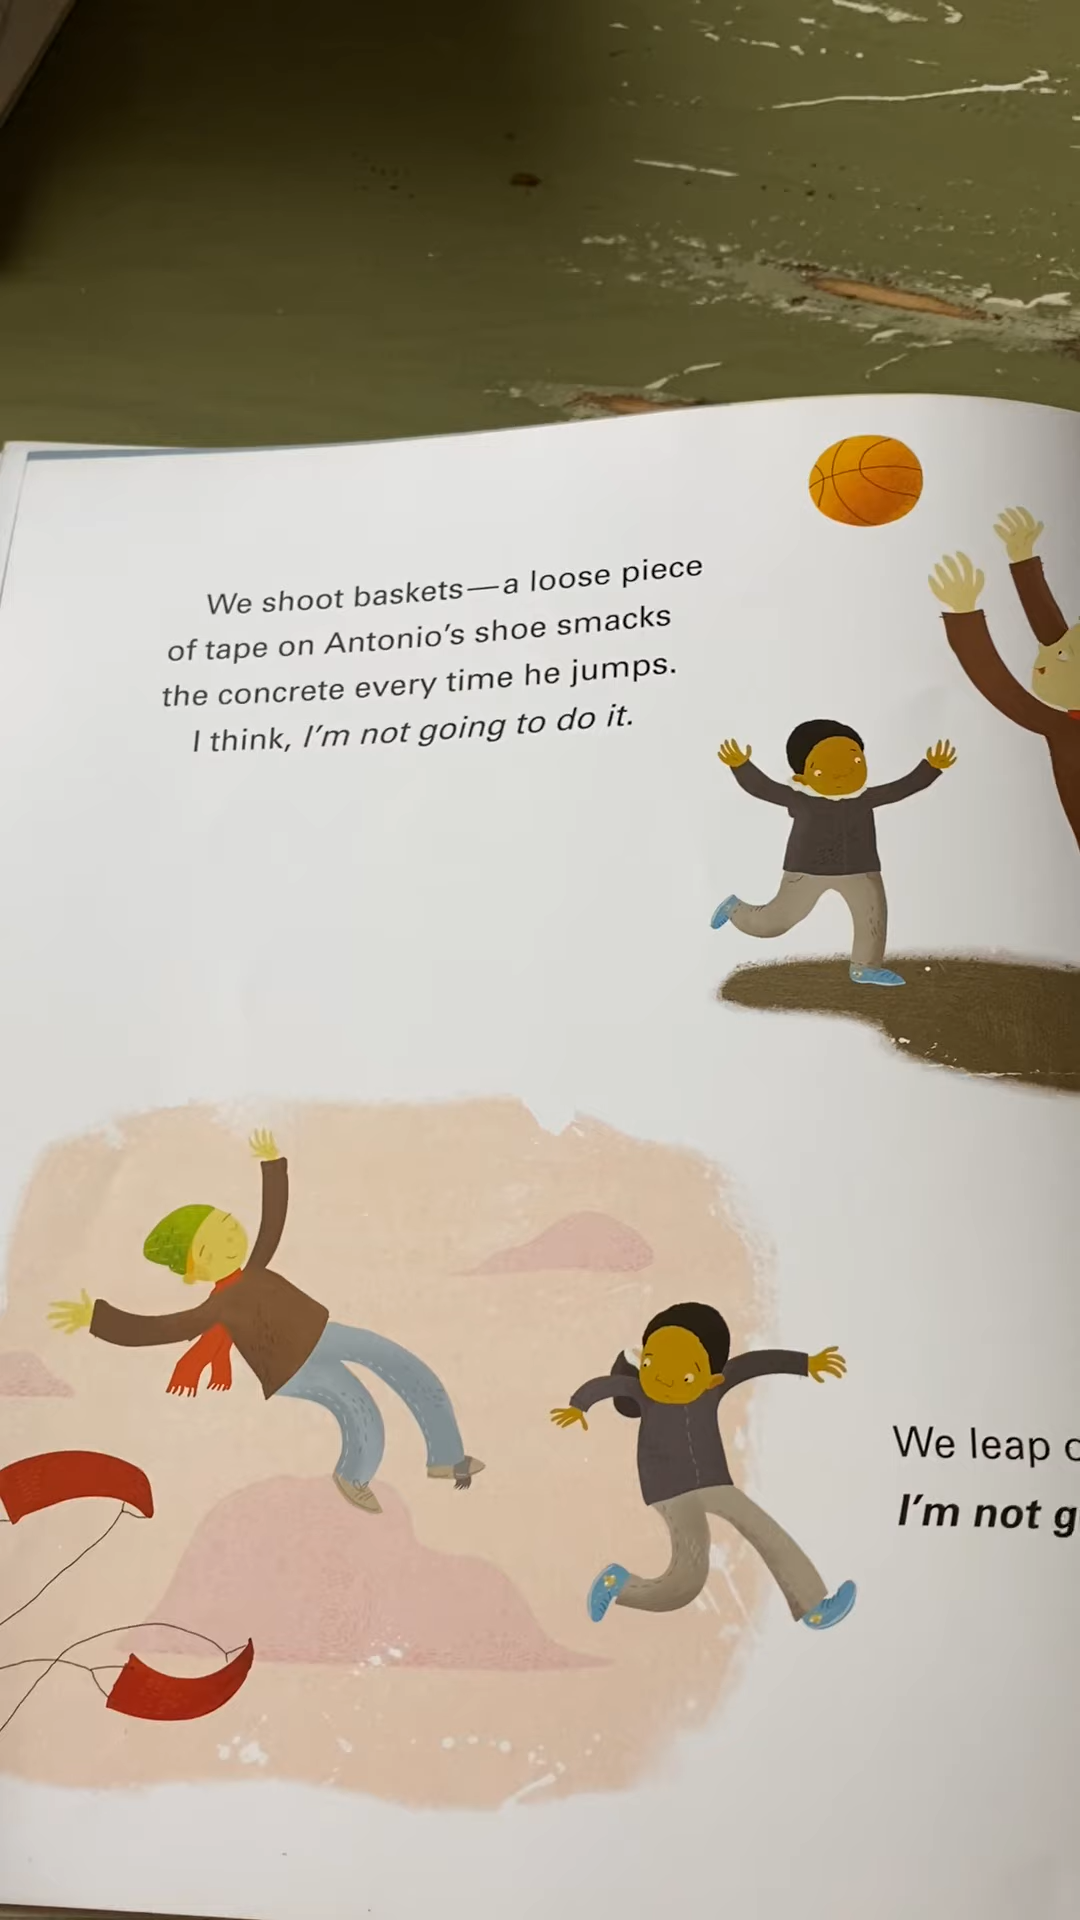 We shoot baskets—a loose piece
of tape on Antonio’s shoe smacks
the concrete every time he jumps.
I think, I’m not going to do it.
We leap
I’m not